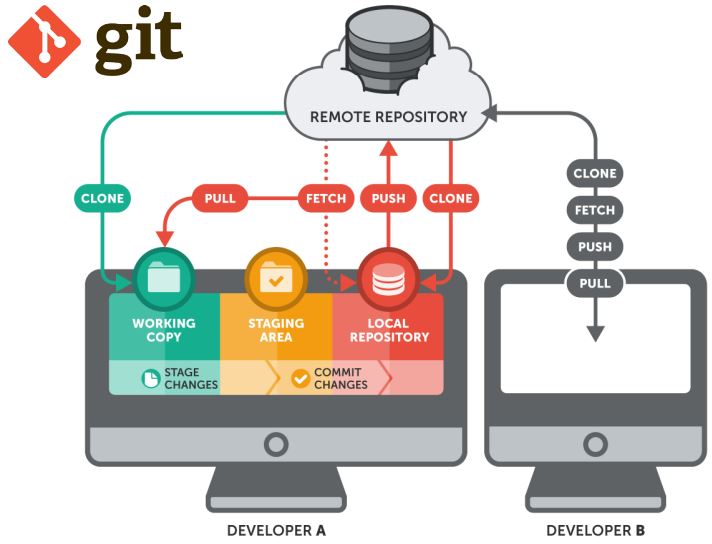 git
REMOTE REPOSITORY
CLONE
PULL
FETCH
PUSH
CLONE
CLONE
FETCH
PUSH
PULL
WORKING
COPY
STAGING
AREA
LOCAL
REPOSITORY
STAGE
CHANGES
COMMIT
CHANGES
DEVELOPER A
DEVELOPER B